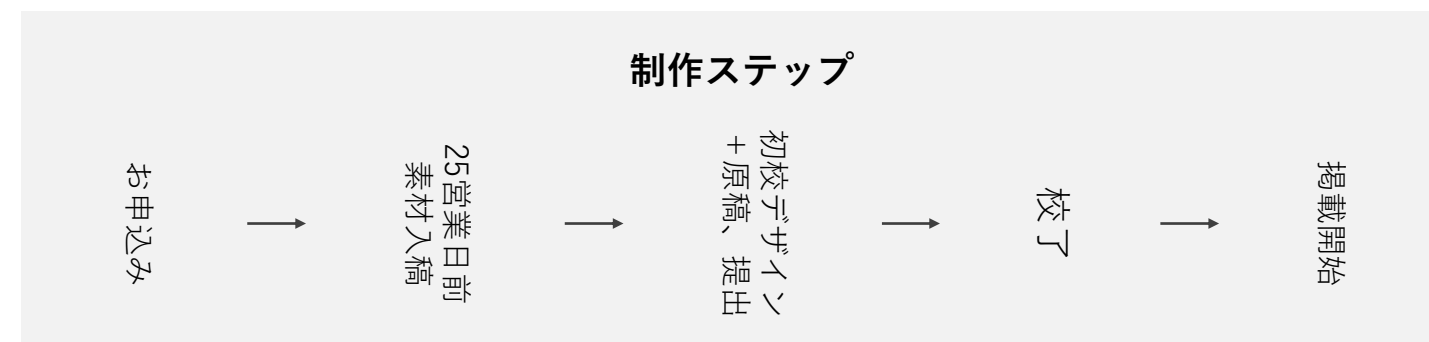 制作ステップ
お申込み
25営業日前
素材入稿
初校デザイン
＋原稿、提出
校了
掲載開始